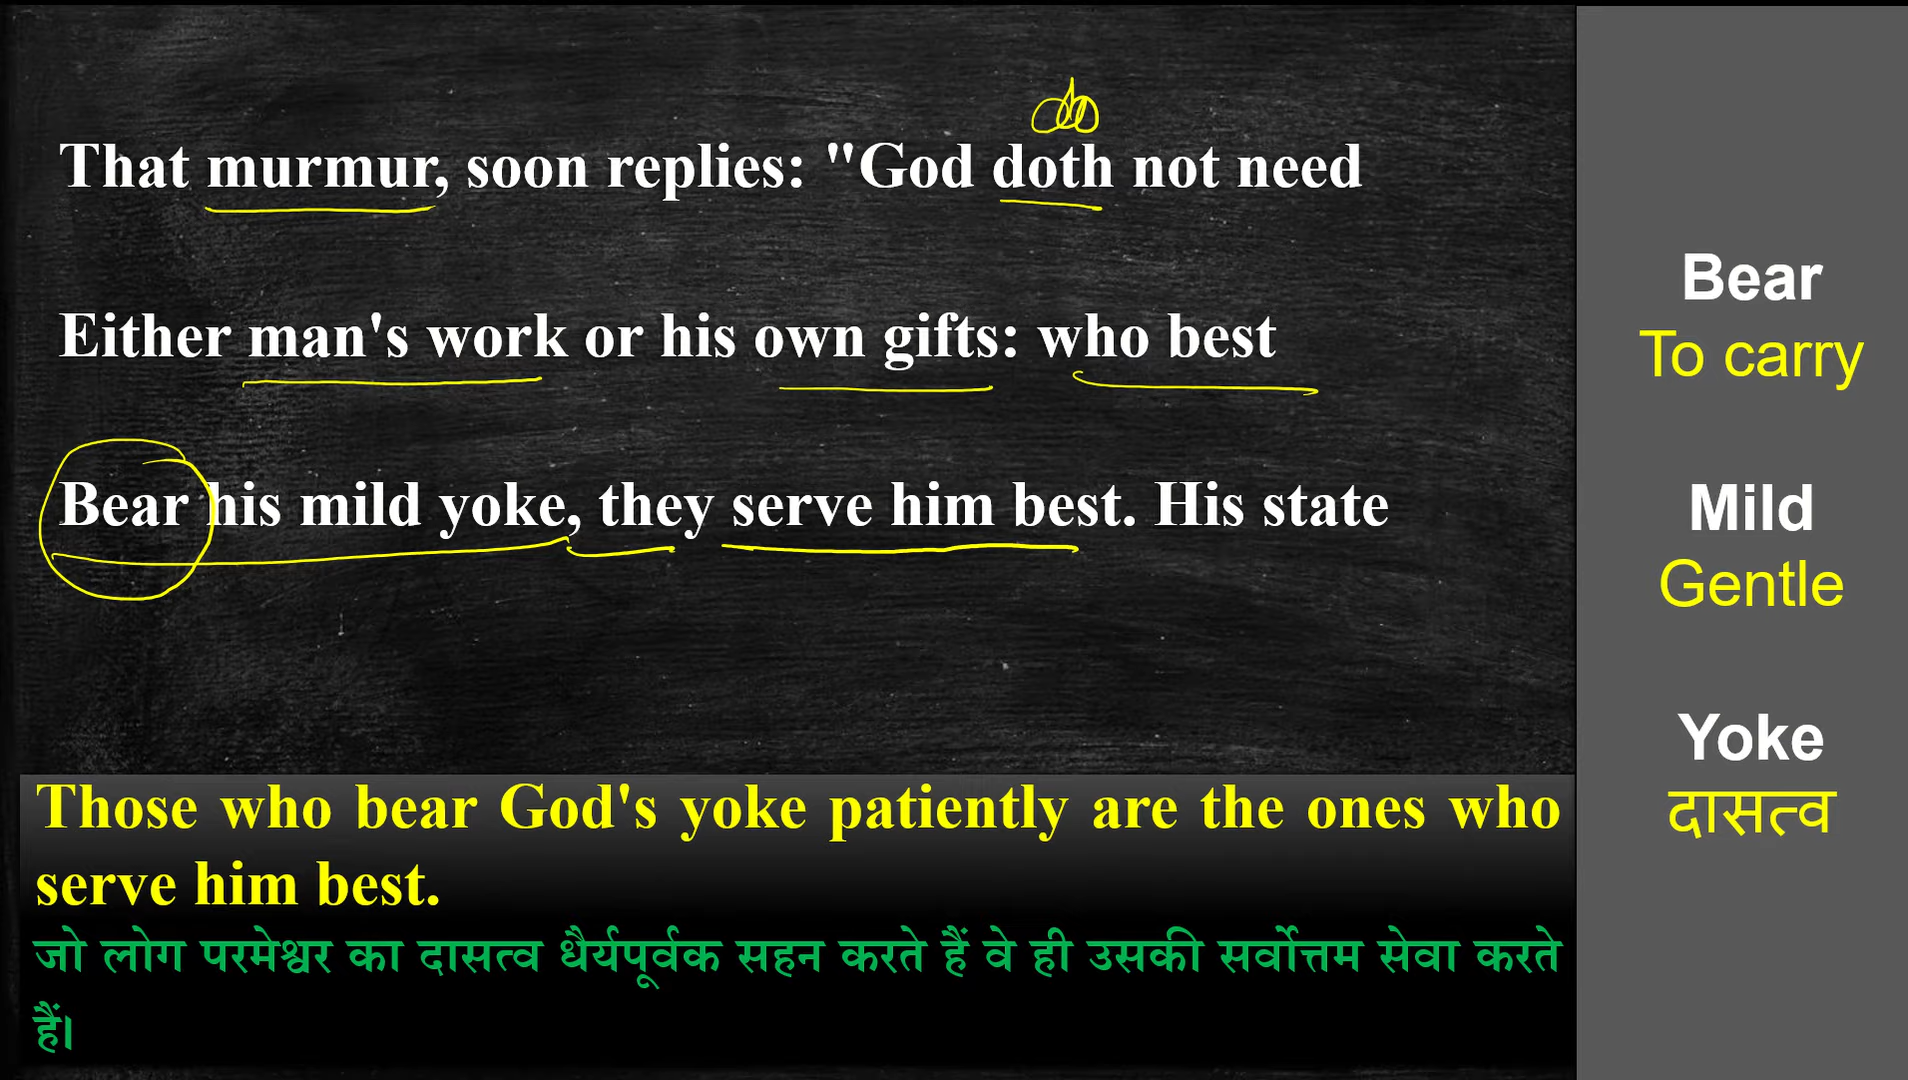 do
That murmur, soon replies: "God doth not need
Either man's work or his own gifts: who best
Bear his mild yoke, they serve him best. His state
Those who bear God's yoke patiently are the ones who
serve him best.
जो लोग परमेश्वर का दासत्व धैर्यपूर्वक सहन करते हैं वे ही उसकी सर्वोत्तम सेवा करते
हैं।
Bear
To carry
Mild
Gentle
Yoke
दासत्व